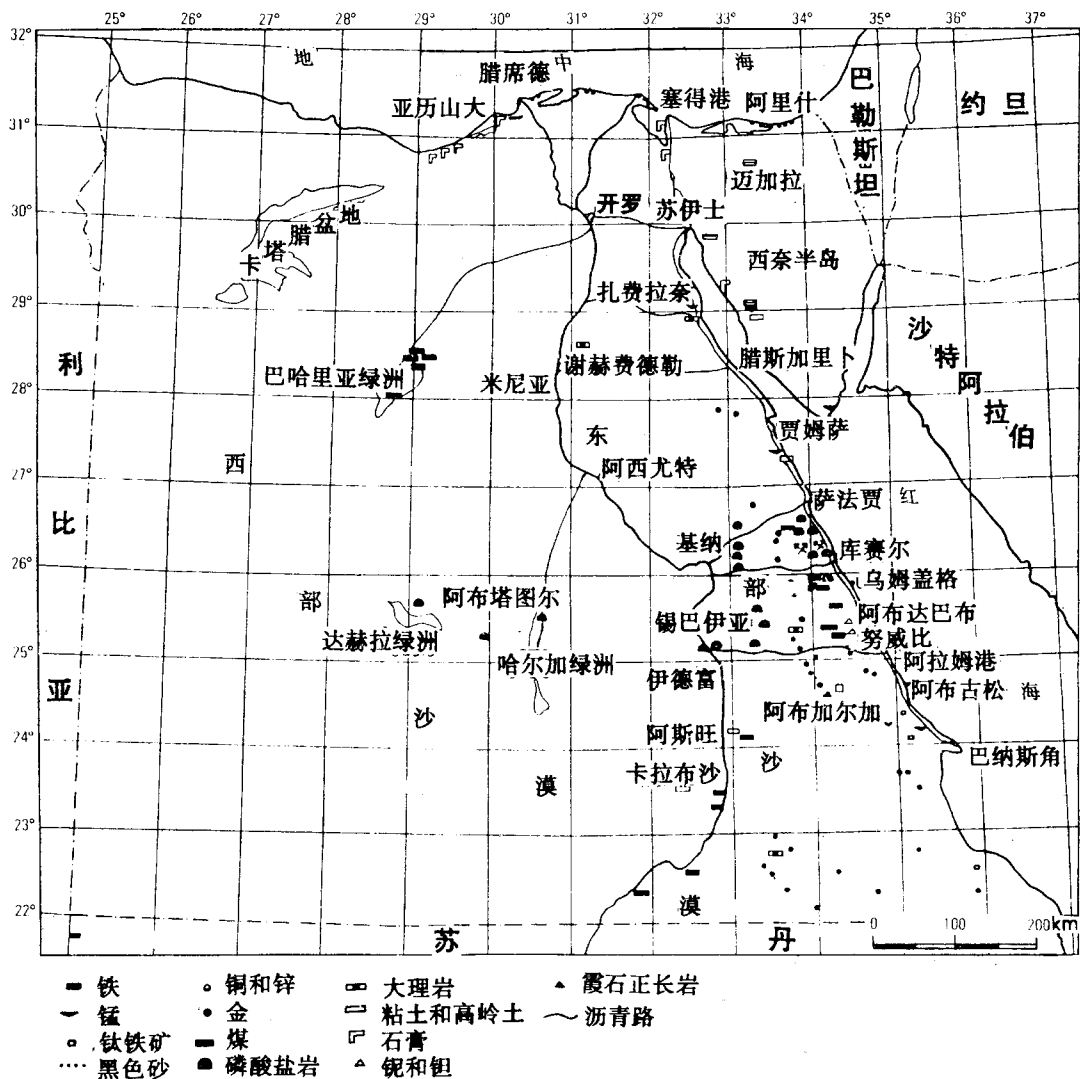 25° 26° 27° 28° 29° 30° 31° 32° 33° 34° 35° 36° 37°
32°
地 中 海
腊席德
塞得港
阿里什
巴勒斯坦
约旦
亚历山大
31°
迈加拉
30°
开罗
苏伊士
卡塔腊盆地
西奈半岛
29°
扎费拉奈
沙特阿拉伯
谢赫费德勒
腊斯加里卜
巴哈里亚绿洲
米尼亚
28°
贾姆萨
阿西尤特
27°
萨法贾
红
基纳
库赛尔
26°
乌姆盖格
阿布塔图尔
阿布达巴布
锡巴伊亚
努威比
达赫拉绿洲
25°
哈尔加绿洲
阿拉姆港
伊德富
阿布古松
海
阿布加尔加
24°
阿斯旺
巴纳斯角
卡拉布沙
23°
22°
利比亚
西部沙漠
东部沙漠
苏丹
0 100 200km
铁
铜和锌
大理岩
霞石正长岩
锰
金
粘土和高岭土
沥青路
钛铁矿
煤
石膏
黑色砂
磷酸盐岩
铌和钽